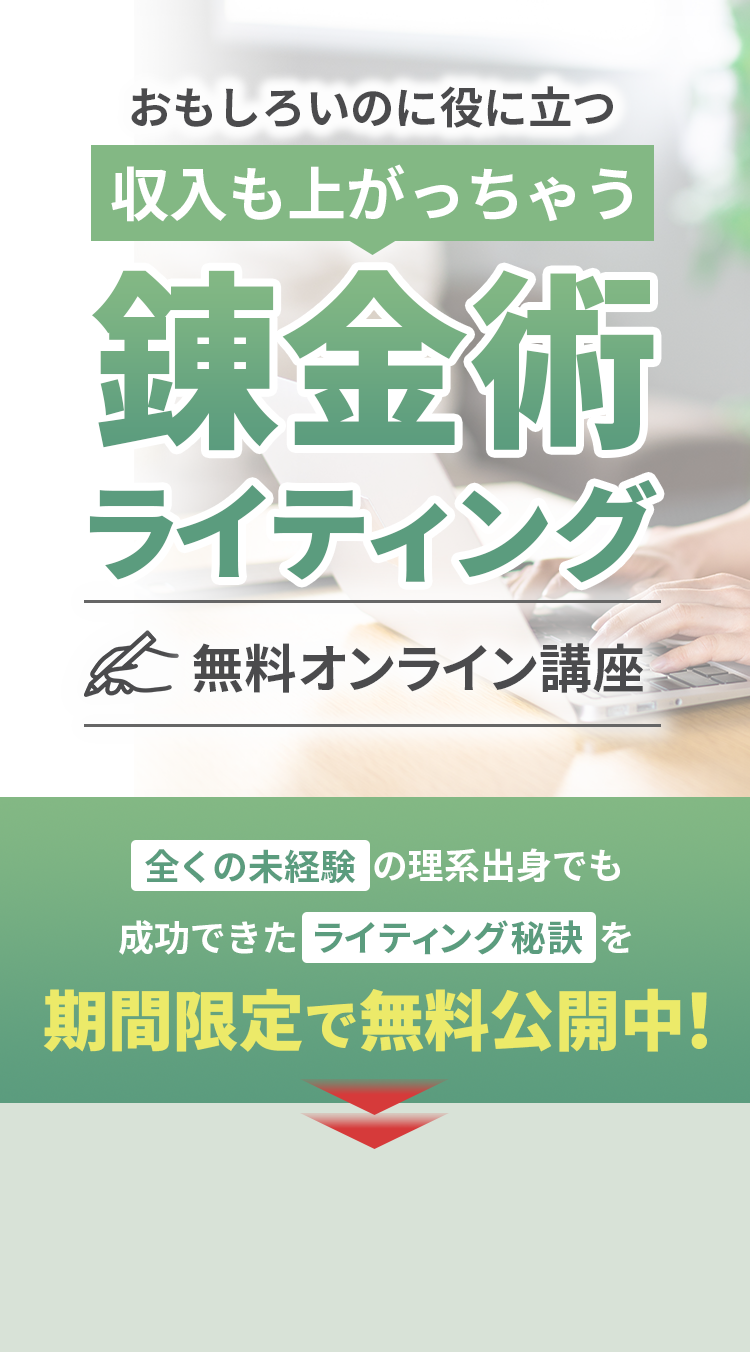 おもしろいのに役に立つ
収入も上がっちゃう
錬金術
ライティング
無料オンライン講座
全くの未経験の理系出身でも
成功できたライティング秘訣を
期間限定で無料公開中!